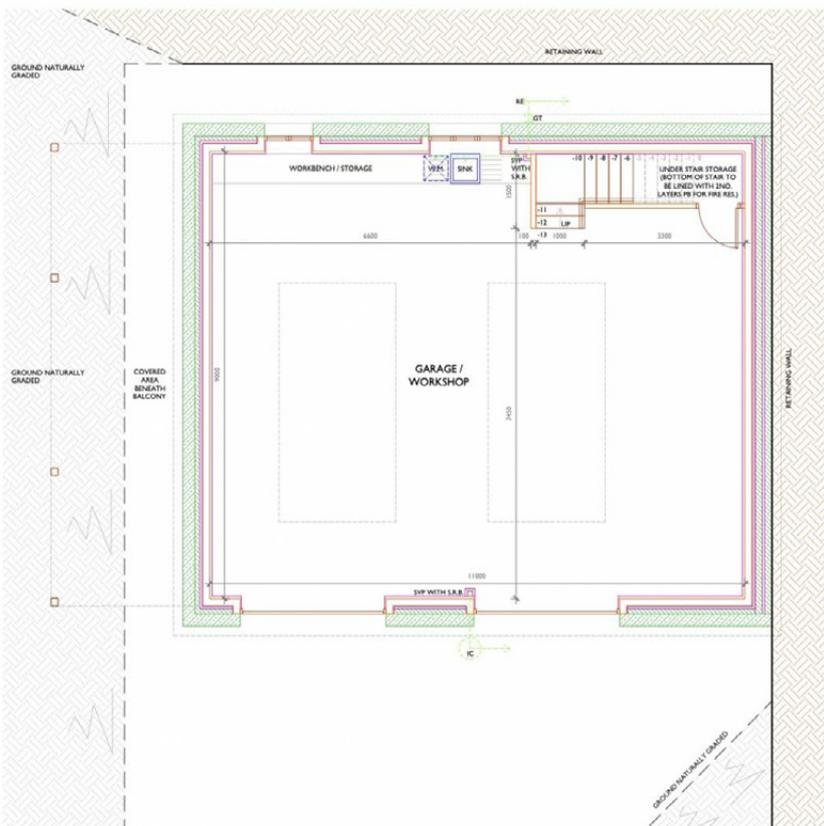 RETAINING WALL
GROUND NATURALLY
GRADED
RE
GT
WORKBENCH / STORAGE
W.M.
SINK
SVP
WITH
S.R.B.
-10 -9 -8 -7 -6
UNDER STAIR STORAGE
(BOTTOM OF STAIR TO
BE LINED WITH 2NO.
LAYERS PB FOR FIRE RES.)
1500
-11
-12 UP
-13
6600
100
1000
3300
GROUND NATURALLY
GRADED
COVERED
AREA
BENEATH
BALCONY
9000
GARAGE /
WORKSHOP
7450
RETAINING WALL
11000
SVP WITH S.R.B.
IC
GROUND NATURALLY GRADED